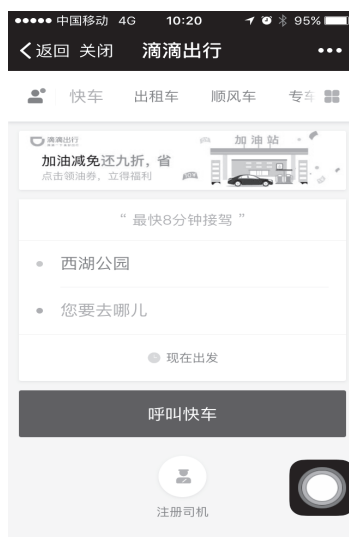 中国移动 4G 10:20 95%
返回 关闭 滴滴出行
快车 出租车 顺风车 专车
滴滴出行
加油站
加油减免还九折，省
点击领油券，立得福利
“ 最快8分钟接驾 ”
西湖公园
您要去哪儿
现在出发
呼叫快车
注册司机